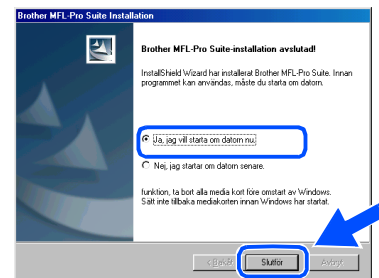 Brother MFL-Pro Suite Installation
Brother MFL-Pro Suite-installation avslutad!
InstallShield Wizard har installerat Brother MFL-Pro Suite. Innan
programmet kan användas, måste du starta om datorn.
Ja, jag vill starta om datorn nu.
Nej, jag startar om datorn senare.
funktion, ta bort alla media kort före omstart av Windows.
Sätt inte tillbaka mediakorten innan Windows har startat.
< Bakåt
Slutför
Avbryt